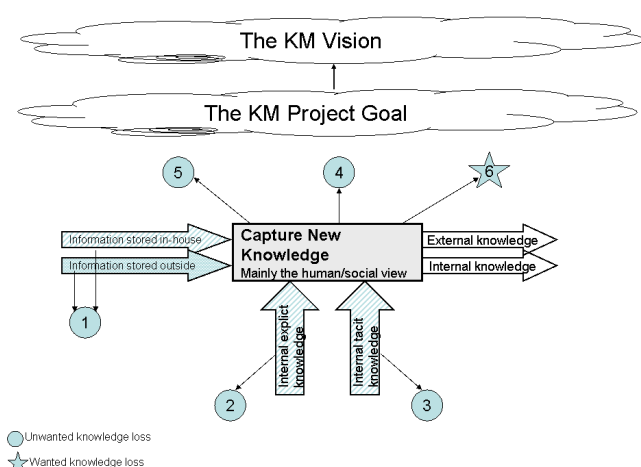 The KM Vision
The KM Project Goal
5
4
6
Information stored in-house
Information stored outside
Capture New
Knowledge
Mainly the human/social view
External knowledge
Internal knowledge
1
Internal explict
knowledge
Internal tacit
knowledge
2
3
Unwanted knowledge loss
Wanted knowledge loss